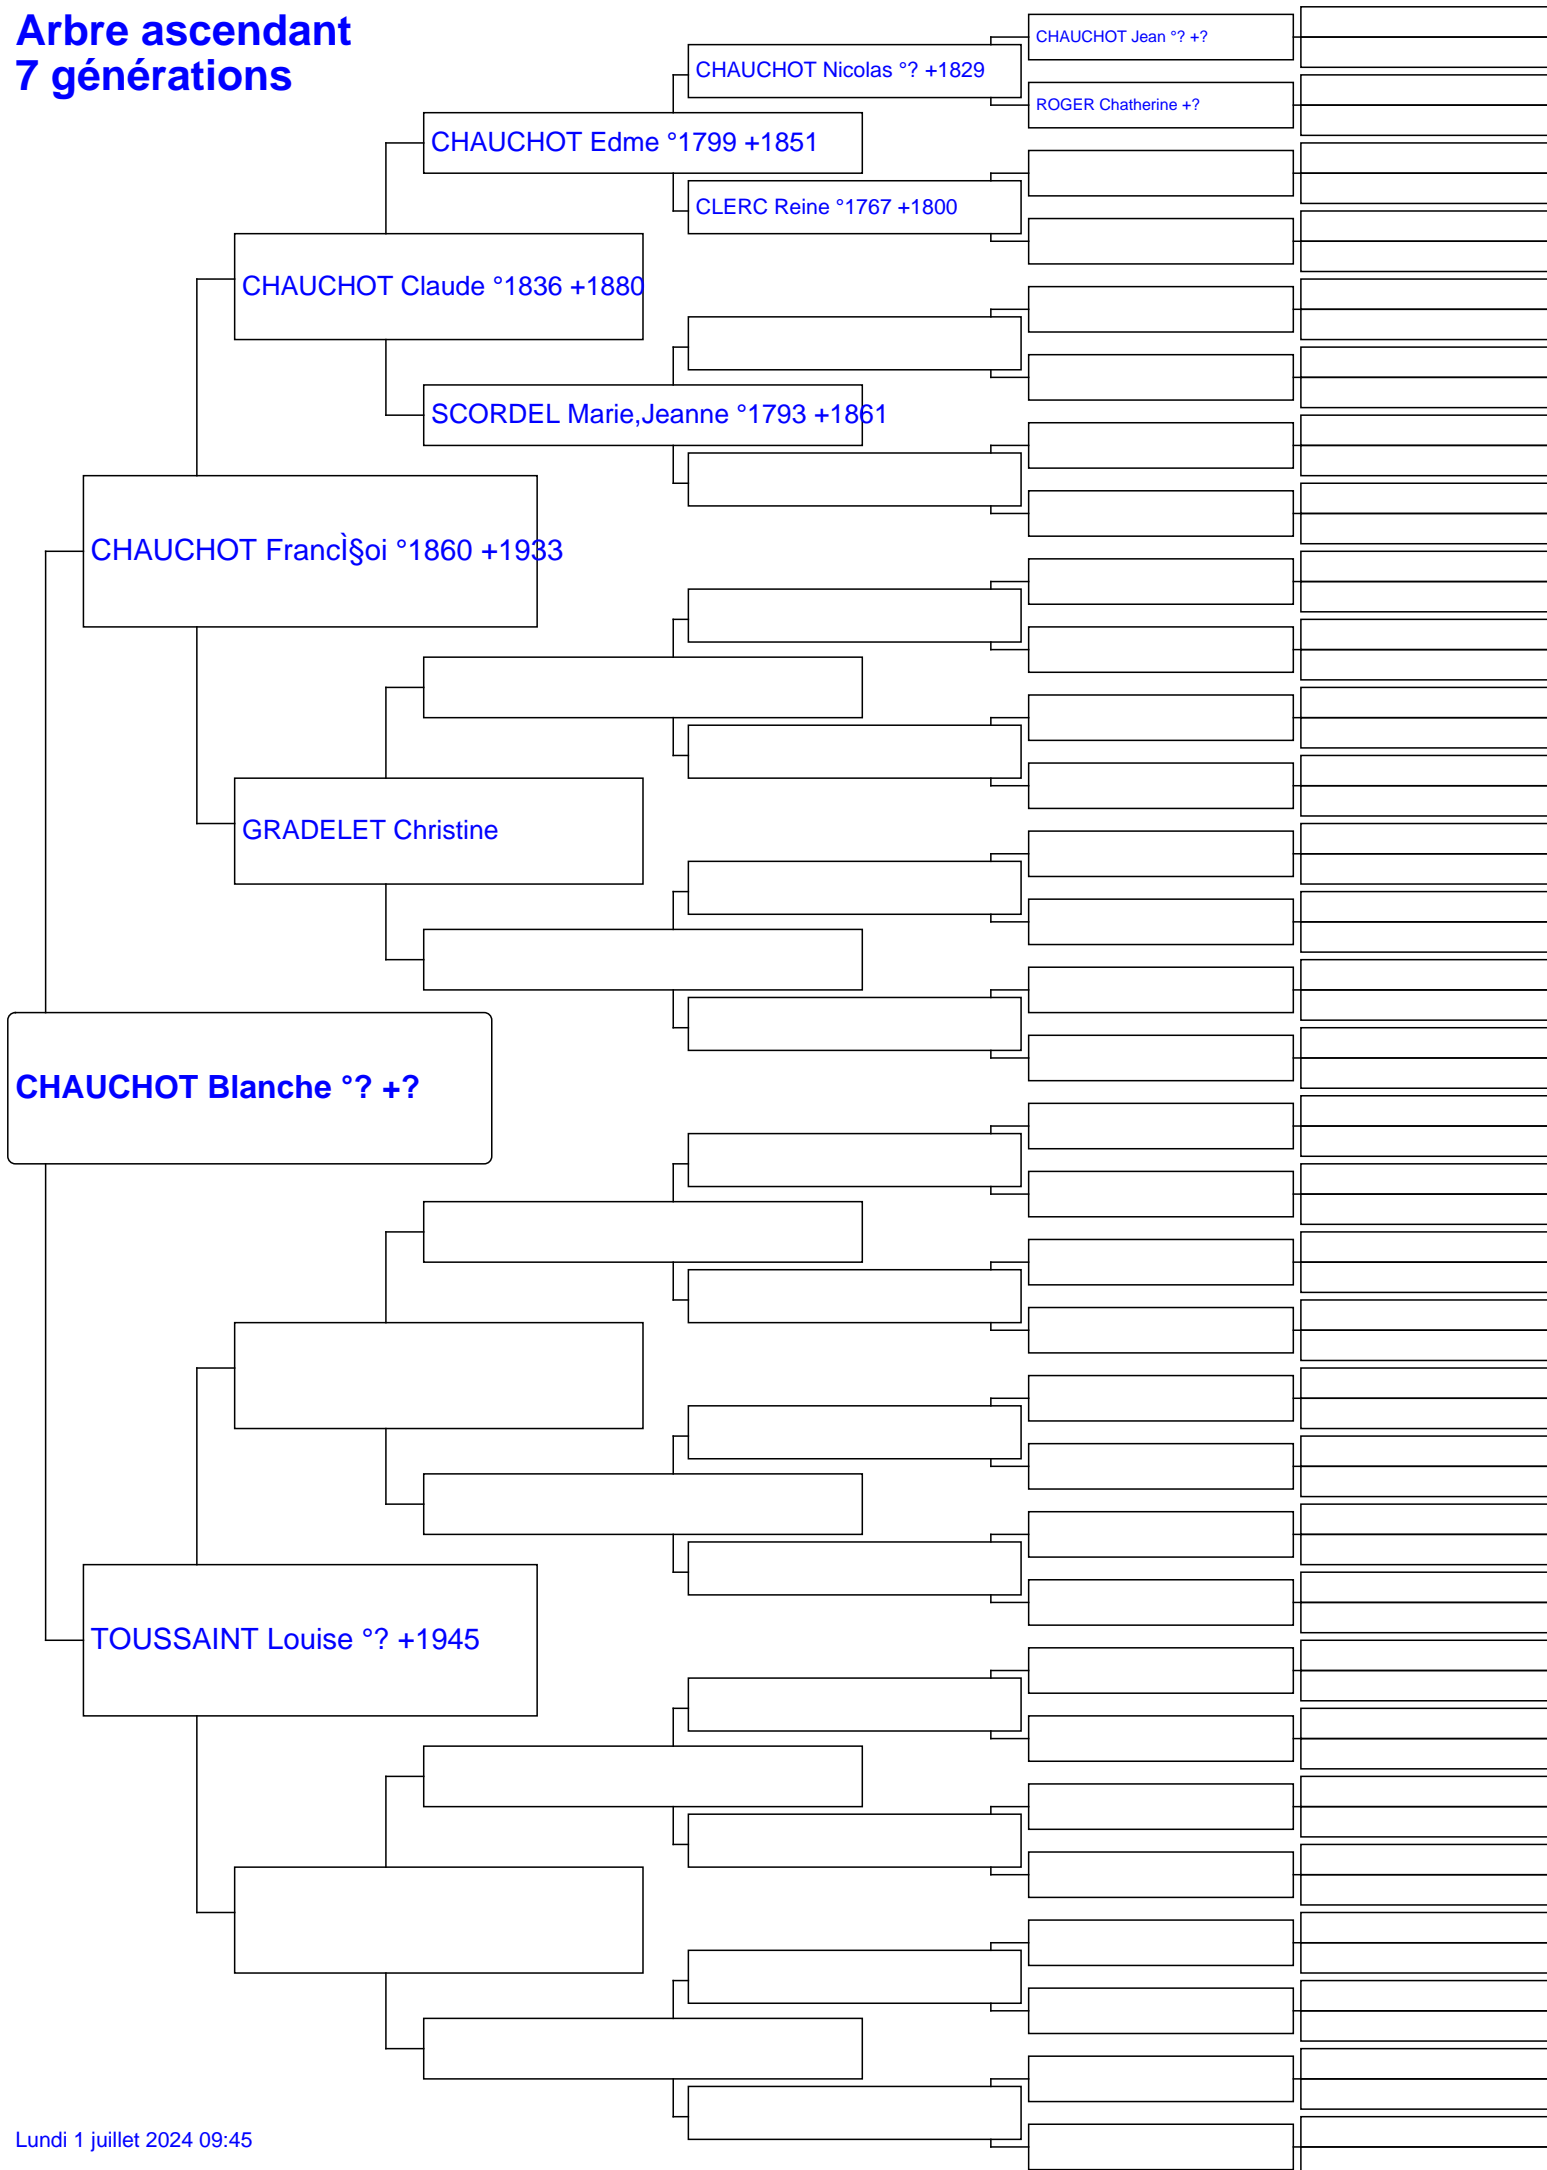 Arbre ascendant
7 générations
CHAUCHOT Jean °? +?
CHAUCHOT Nicolas °? +1829
ROGER Chatherine +?
CHAUCHOT Edme °1799 +1851
CLERC Reine °1767 +1800
CHAUCHOT Claude °1836 +1880
SCORDEL Marie,Jeanne °1793 +1861
CHAUCHOT FrancÌ§oi °1860 +1933
GRADELET Christine
CHAUCHOT Blanche °? +?
TOUSSAINT Louise °? +1945
Lundi 1 juillet 2024 09:45